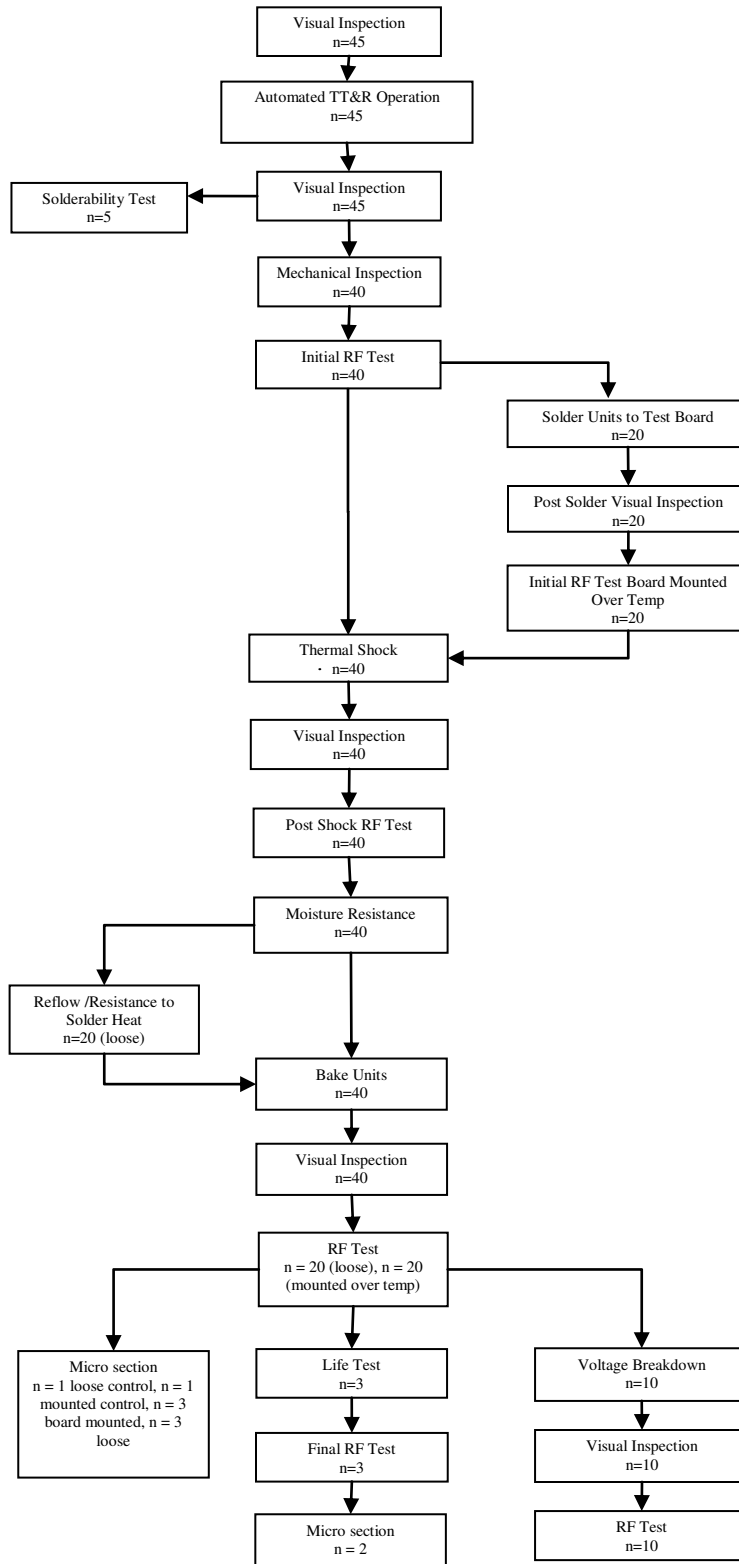 Visual Inspection
n=45
Automated TT&R Operation
n=45
Visual Inspection
n=45
Solderability Test
n=5
Mechanical Inspection
n=40
Initial RF Test
n=40
Solder Units to Test Board
n=20
Post Solder Visual Inspection
n=20
Initial RF Test Board Mounted
Over Temp
n=20
Thermal Shock
· n=40
Visual Inspection
n=40
Post Shock RF Test
n=40
Moisture Resistance
n=40
Reflow /Resistance to
Solder Heat
n=20 (loose)
Bake Units
n=40
Visual Inspection
n=40
RF Test
n = 20 (loose), n = 20
(mounted over temp)
Micro section
n = 1 loose control, n = 1
mounted control, n = 3
board mounted, n = 3
loose
Life Test
n=3
Final RF Test
n=3
Micro section
n = 2
Voltage Breakdown
n=10
Visual Inspection
n=10
RF Test
n=10